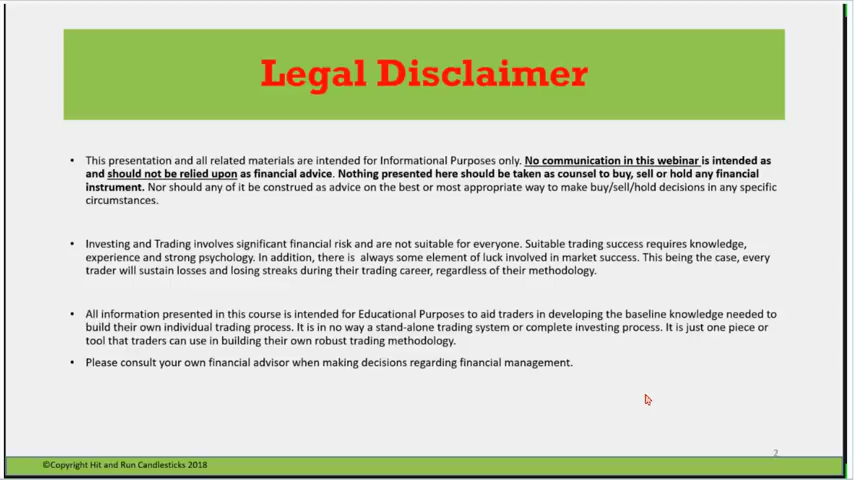 Legal Disclaimer
• This presentation and all related materials are intended for Informational Purposes only. No communication in this webinar is intended as
and should not be relied upon as financial advice. Nothing presented here should be taken as counsel to buy, sell or hold any financial
instrument. Nor should any of it be construed as advice on the best or most appropriate way to make buy/sell/hold decisions in any specific
circumstances.
• Investing and Trading involves significant financial risk and are not suitable for everyone. Suitable trading success requires knowledge,
experience and strong psychology. In addition, there is always some element of luck involved in market success. This being the case, every
trader will sustain losses and losing streaks during their trading career, regardless of their methodology.
• All information presented in this course is intended for Educational Purposes to aid traders in developing the baseline knowledge needed to
build their own individual trading process. It is in no way a stand-alone trading system or complete investing process. It is just one piece or
tool that traders can use in building their own robust trading methodology.
• Please consult your own financial advisor when making decisions regarding financial management.
2
©Copyright Hit and Run Candlesticks 2018